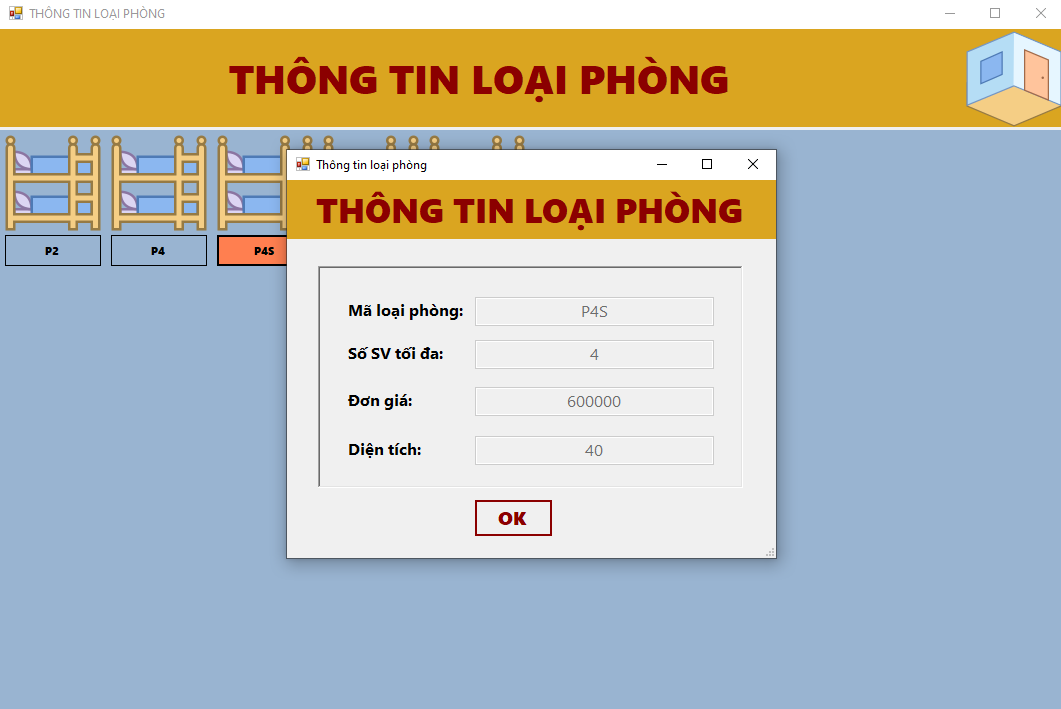 THÔNG TIN LOẠI PHÒNG
THÔNG TIN LOẠI PHÒNG
P2
P4
P4S
Thông tin loại phòng
THÔNG TIN LOẠI PHÒNG
Mã loại phòng: P4S
Số SV tối đa: 4
Đơn giá: 600000
Diện tích: 40
OK